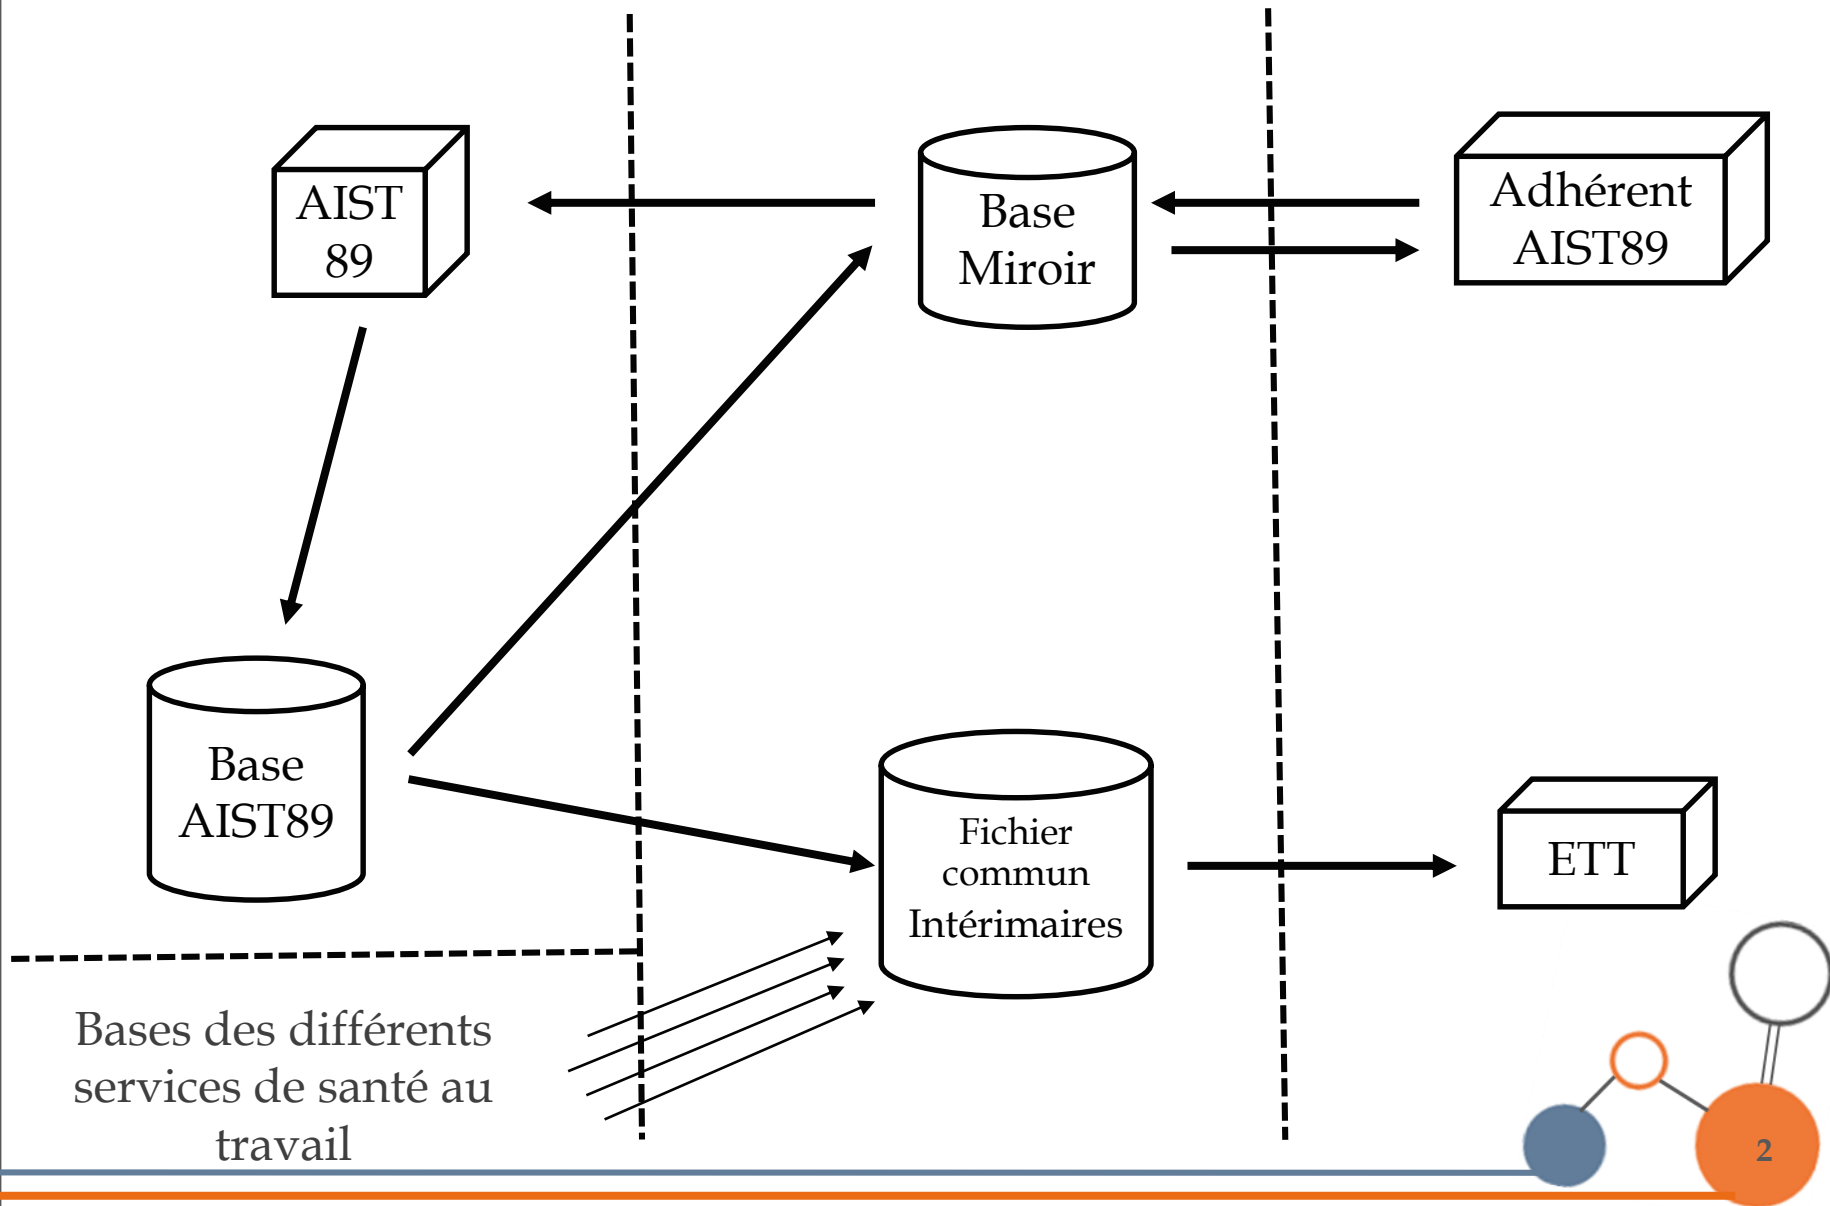 AIST
89
Base
Miroir
Adhérent
AIST89
Base
AIST89
Fichier
commun
Intérimaires
ETT
Bases des différents
services de santé au
travail
2